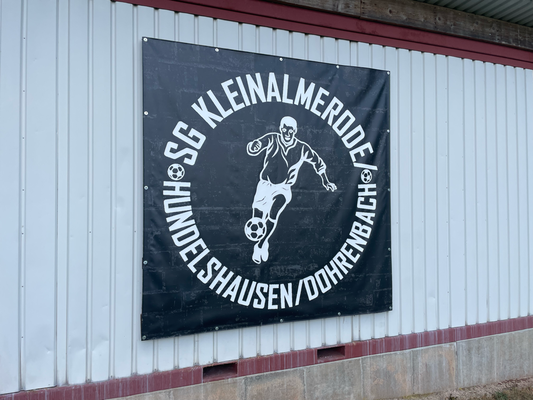 SG KLEINALMERODE/
HUNDELSHAUSEN/DOHRENBACH